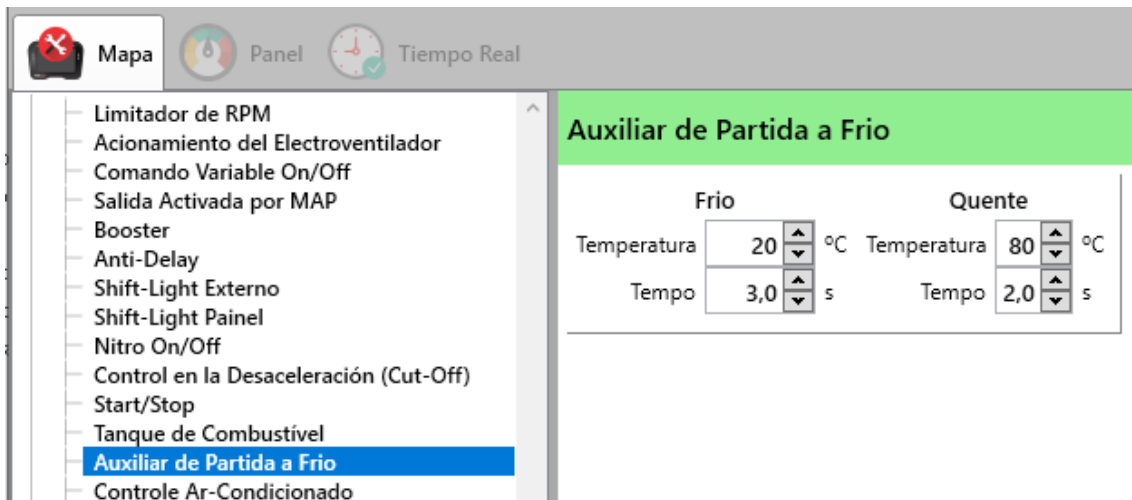 Mapa
Panel
Tiempo Real
Limitador de RPM
Acionamiento del Electroventilador
Comando Variable On/Off
Salida Activada por MAP
Booster
Anti-Delay
Shift-Light Externo
Shift-Light Painel
Nitro On/Off
Control en la Desaceleración (Cut-Off)
Start/Stop
Tanque de Combustível
Auxiliar de Partida a Frio
Controle Ar-Condicionado
Auxiliar de Partida a Frio
Frio
Temperatura 20 ºC
Tempo 3,0 s
Quente
Temperatura 80 ºC
Tempo 2,0 s